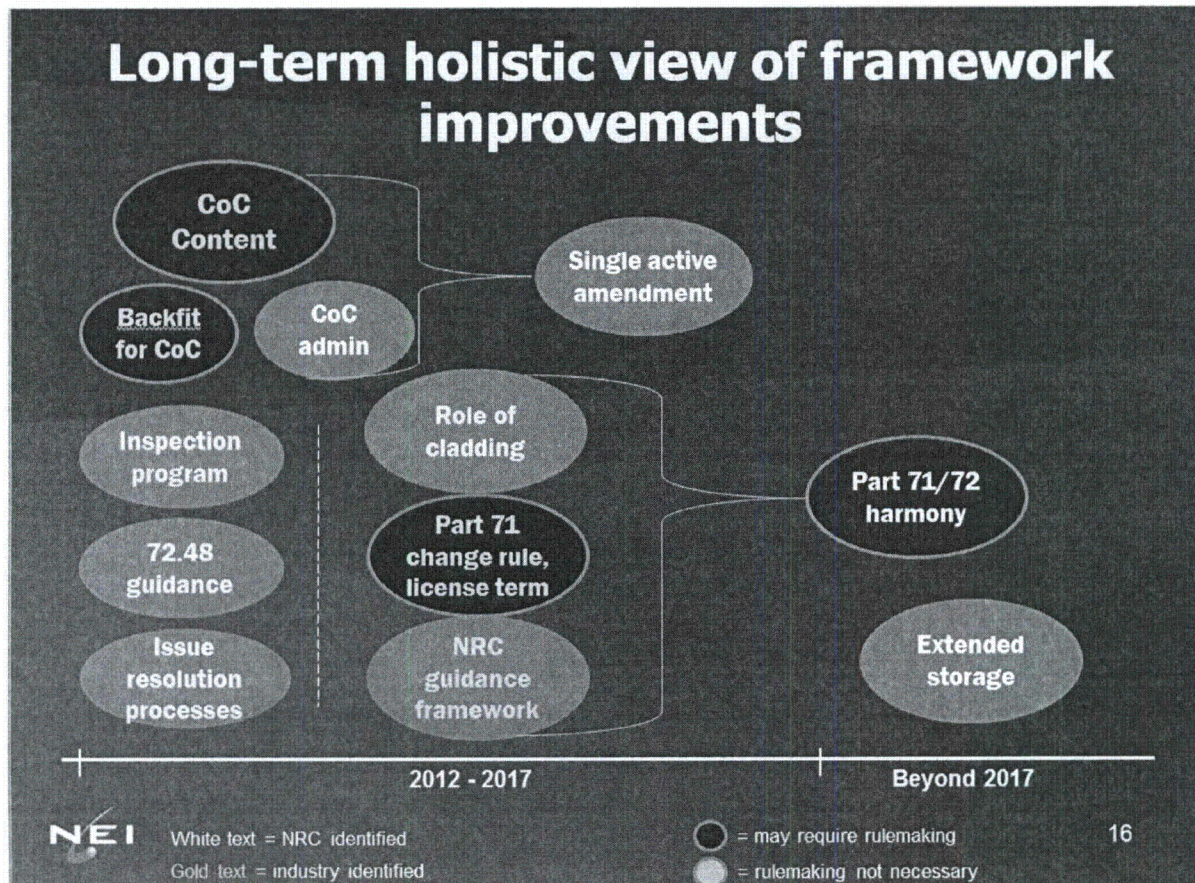 Long-term holistic view of framework
improvements
CoC
Content
Single active
amendment
Backfit
for CoC
CoC
admin
Role of
cladding
Inspection
program
Part 71/72
harmony
Part 71
change rule,
license term
72.48
guidance
Issue
resolution
processes
NRC
guidance
framework
Extended
storage
2012 - 2017
Beyond 2017
NEI
White text = NRC identified
Gold text = industry identified
= may require rulemaking
= rulemaking not necessary
16